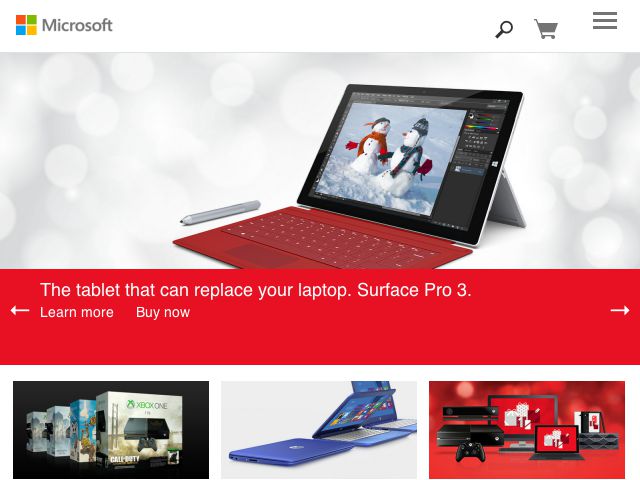 Microsoft
The tablet that can replace your laptop. Surface Pro 3.
Learn more Buy now
XBOX ONE
CALL OF DUTY